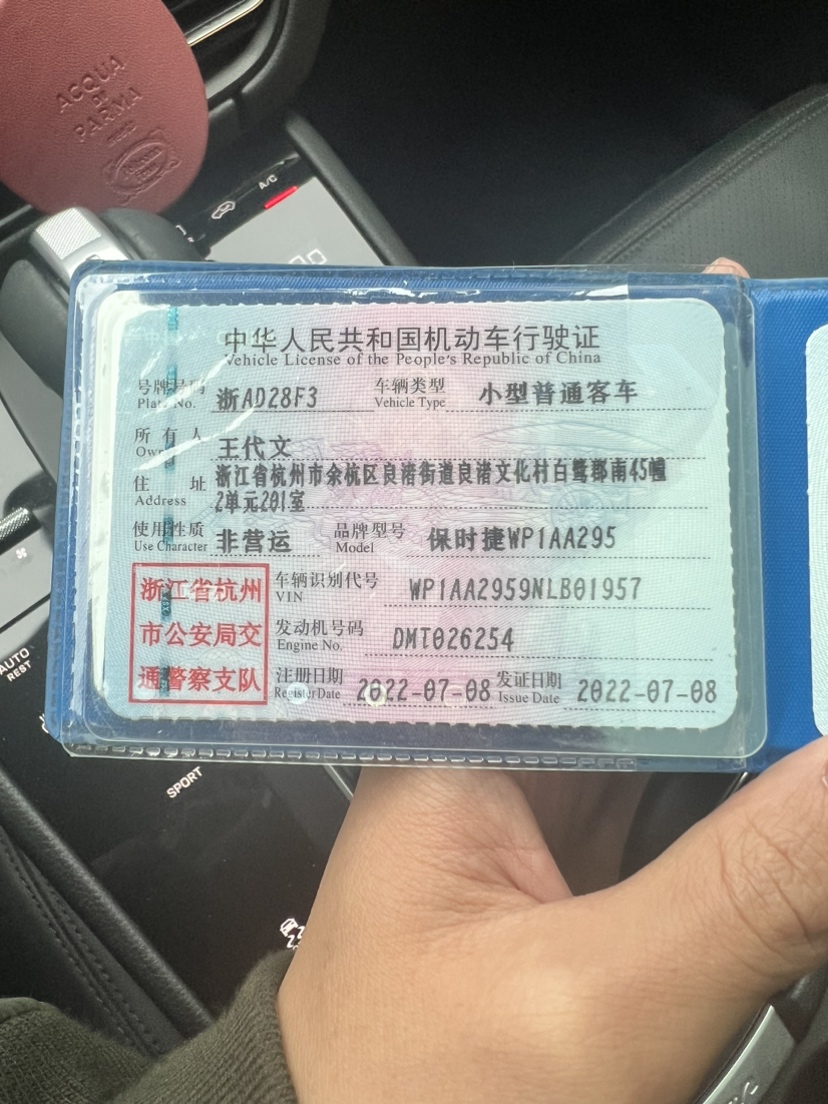 ACQUA
DI
PARMA
A/C
中华人民共和国机动车行驶证
Vehicle License of the People's Republic of China
号牌号码 浙AD28F3 车辆类型 小型普通客车
Plate No. Vehicle Type
所有人 王代文
Owner
住址 浙江省杭州市余杭区良渚街道良渚文化村白鹭郡南45幢
Address 2单元201室
使用性质 非营运 品牌型号 保时捷WP1AA295
Use Character Model
浙江省杭州
市公安局交
通警察支队
车辆识别代号 WP1AA2959NLB01957
VIN
发动机号码 DMT026254
Engine No.
注册日期 2022-07-08 发证日期 2022-07-08
Register Date Issue Date
AUTO
REST
SPORT